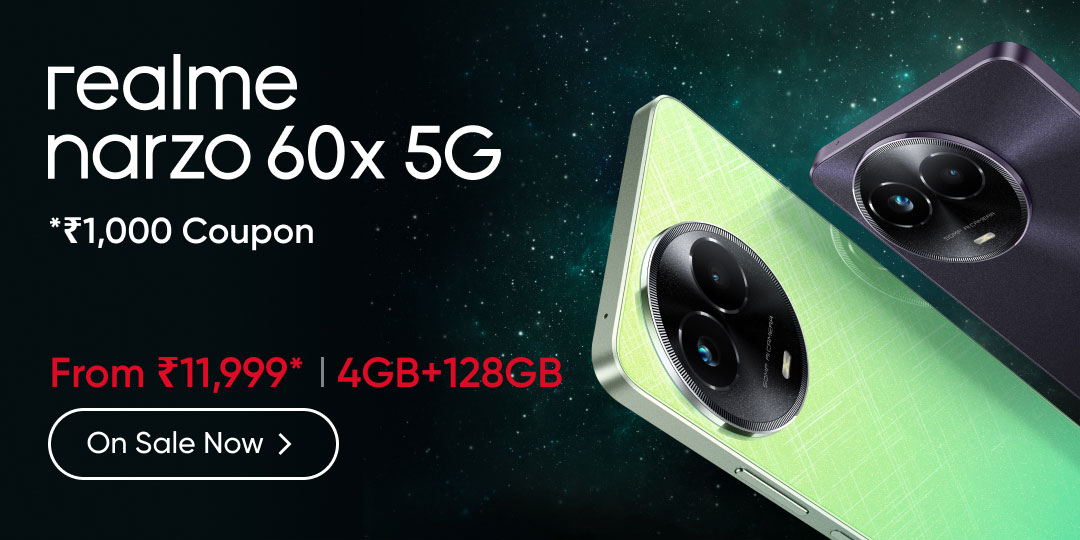 realme
narzo 60x 5G
*₹1,000 Coupon
From ₹11,999* | 4GB+128GB
On Sale Now >
50MP AI CAMERA
50MP AI CAMERA